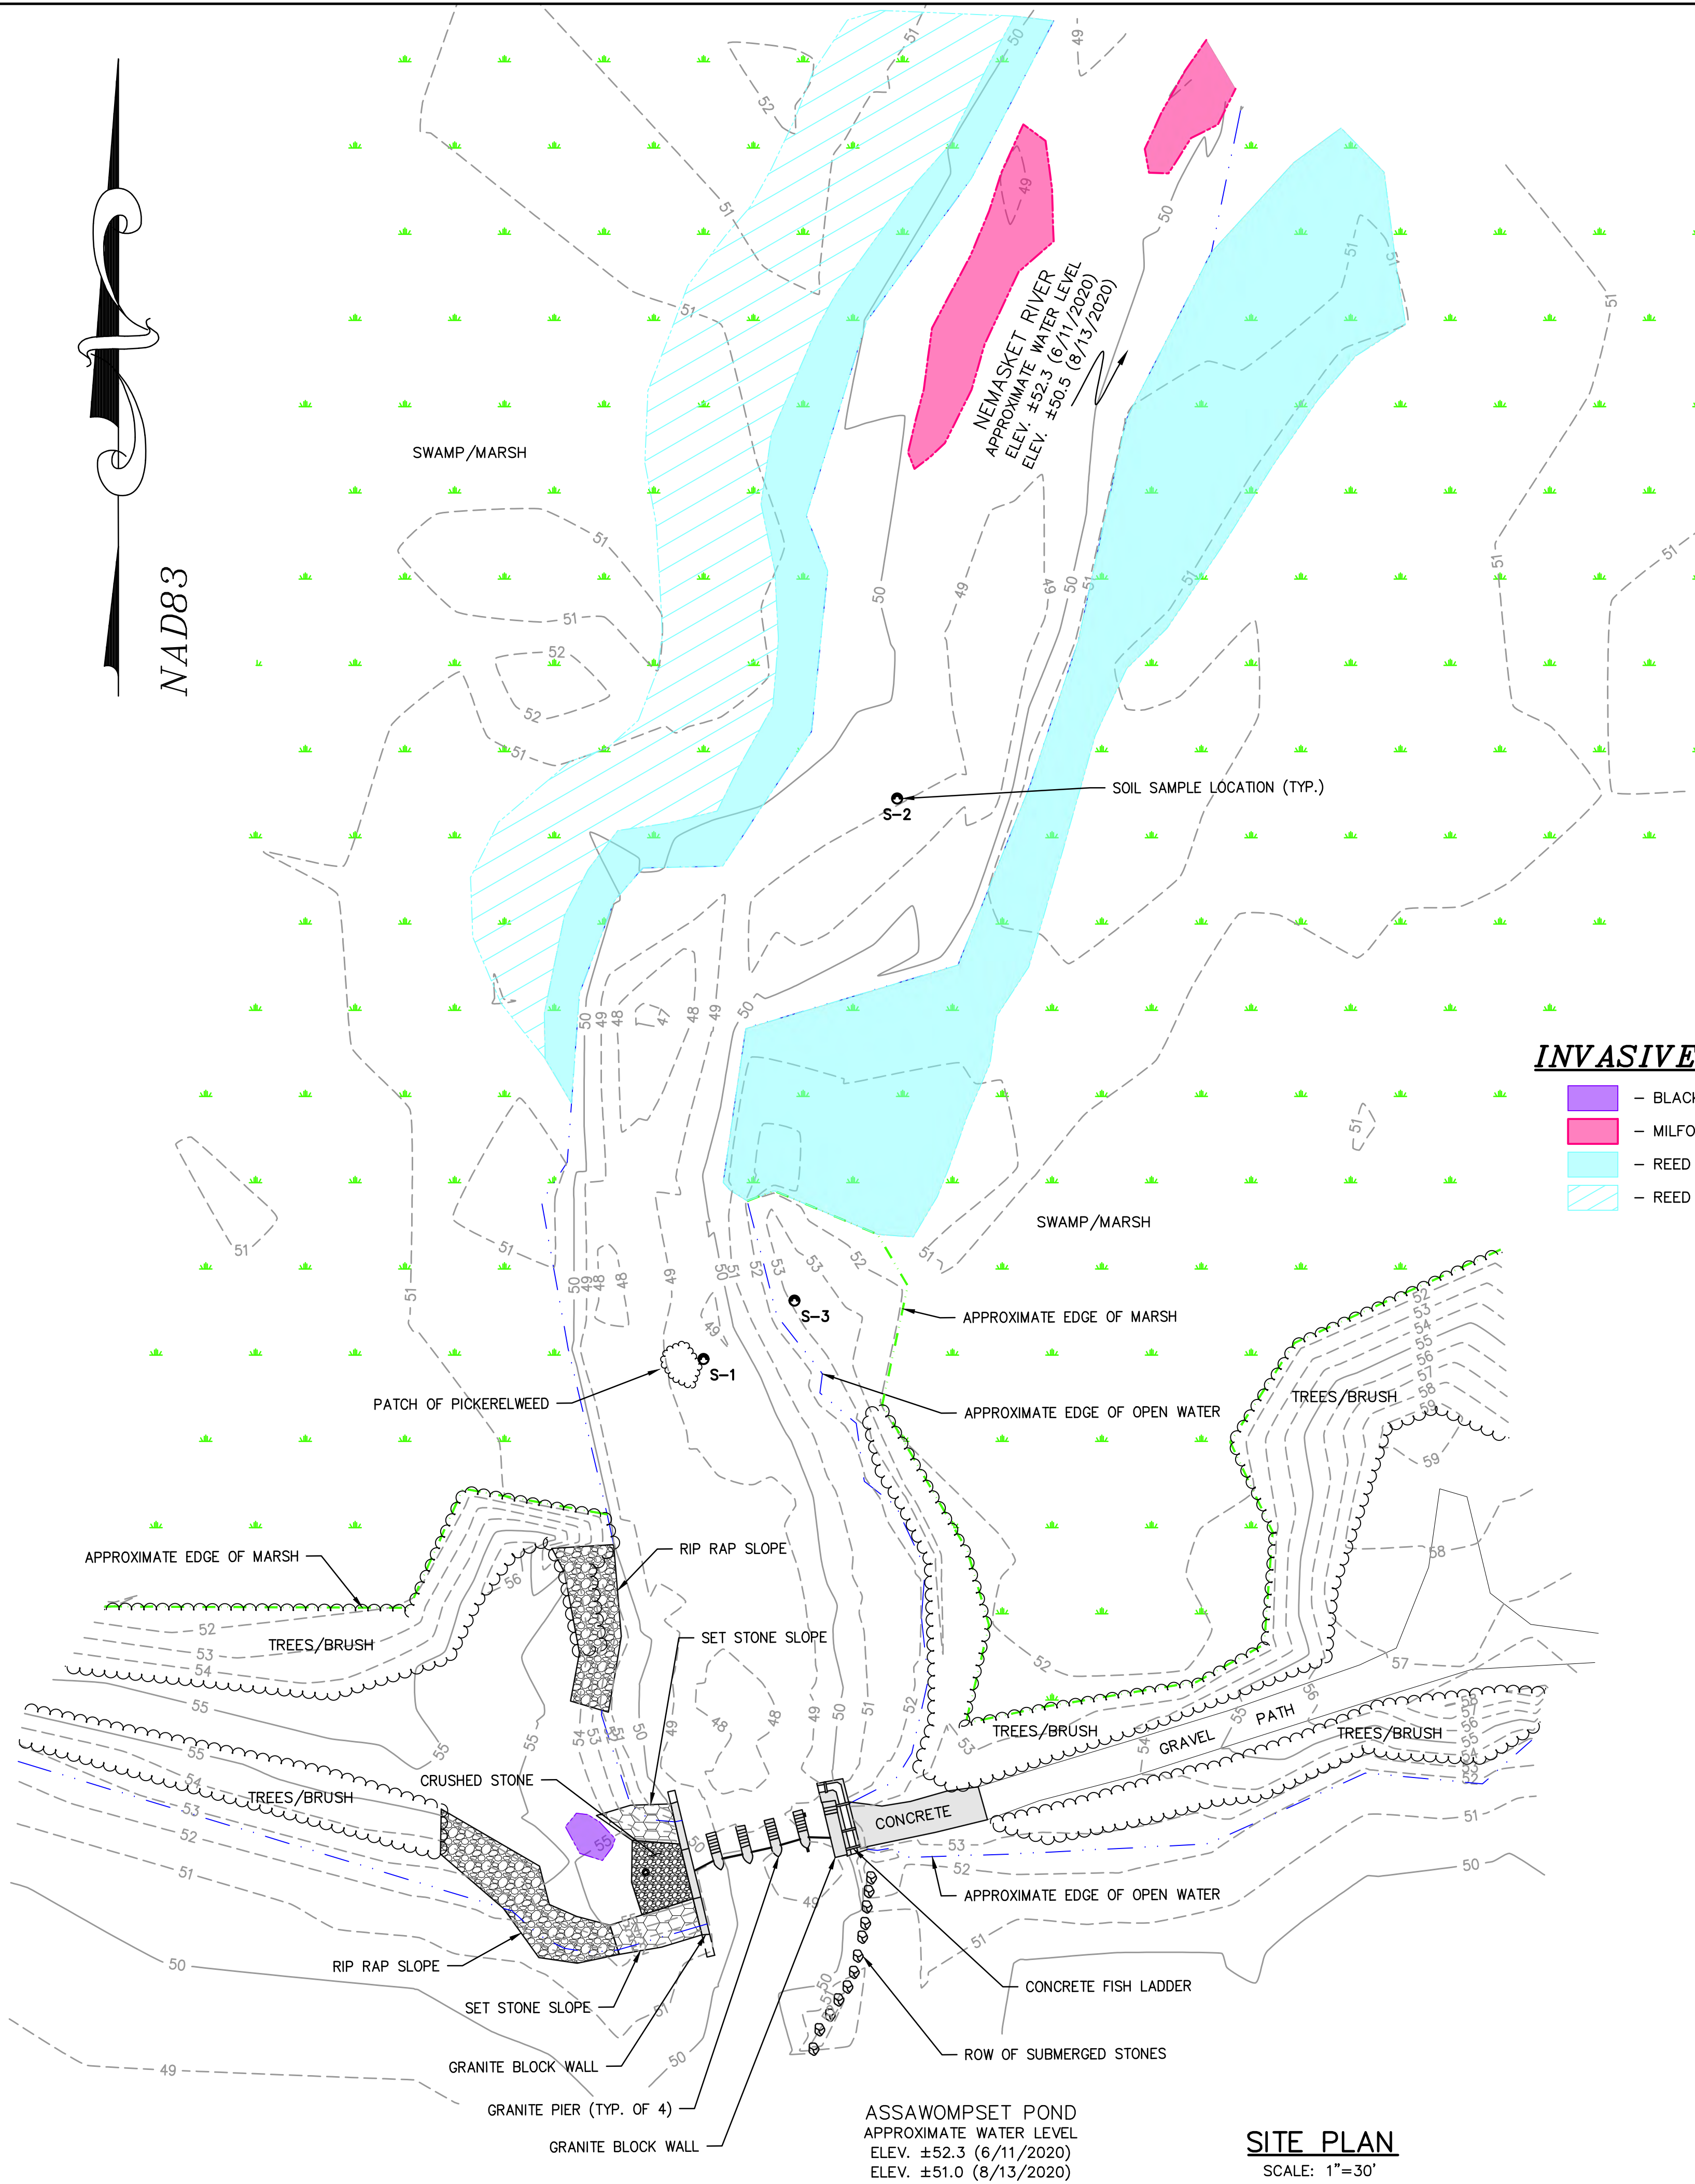 NAD83
SWAMP/MARSH
NEMASKET RIVER
APPROXIMATE WATER LEVEL
ELEV. ±52.3 (6/11/2020)
ELEV. ±50.5 (8/13/2020)
SOIL SAMPLE LOCATION (TYP.)
S-2
INVASIVE
- BLACK
- MILFO
- REED
- REED
SWAMP/MARSH
S-3
APPROXIMATE EDGE OF MARSH
S-1
PATCH OF PICKERELWEED
APPROXIMATE EDGE OF OPEN WATER
TREES/BRUSH
APPROXIMATE EDGE OF MARSH
RIP RAP SLOPE
TREES/BRUSH
SET STONE SLOPE
TREES/BRUSH
GRAVEL PATH
TREES/BRUSH
CRUSHED STONE
TREES/BRUSH
CONCRETE
APPROXIMATE EDGE OF OPEN WATER
RIP RAP SLOPE
CONCRETE FISH LADDER
SET STONE SLOPE
ROW OF SUBMERGED STONES
GRANITE BLOCK WALL
GRANITE PIER (TYP. OF 4)
GRANITE BLOCK WALL
ASSAWOMPSET POND
APPROXIMATE WATER LEVEL
ELEV. ±52.3 (6/11/2020)
ELEV. ±51.0 (8/13/2020)
SITE PLAN
SCALE: 1"=30'